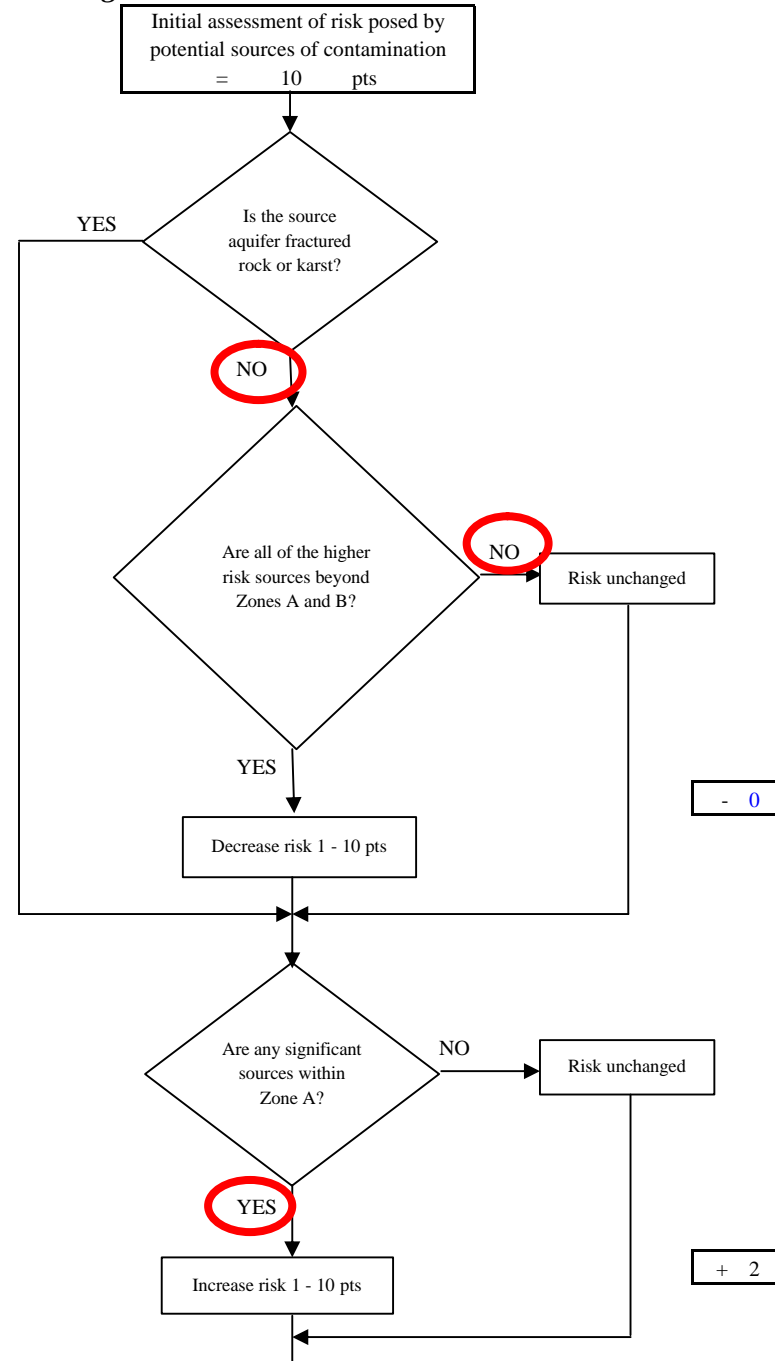 Initial assessment of risk posed by
potential sources of contamination
= 10 pts
YES
Is the source
aquifer fractured
rock or karst?
NO
Are all of the higher
risk sources beyond
Zones A and B?
NO
Risk unchanged
YES
- 0
Decrease risk 1 - 10 pts
Are any significant
sources within
Zone A?
NO
Risk unchanged
YES
+ 2
Increase risk 1 - 10 pts